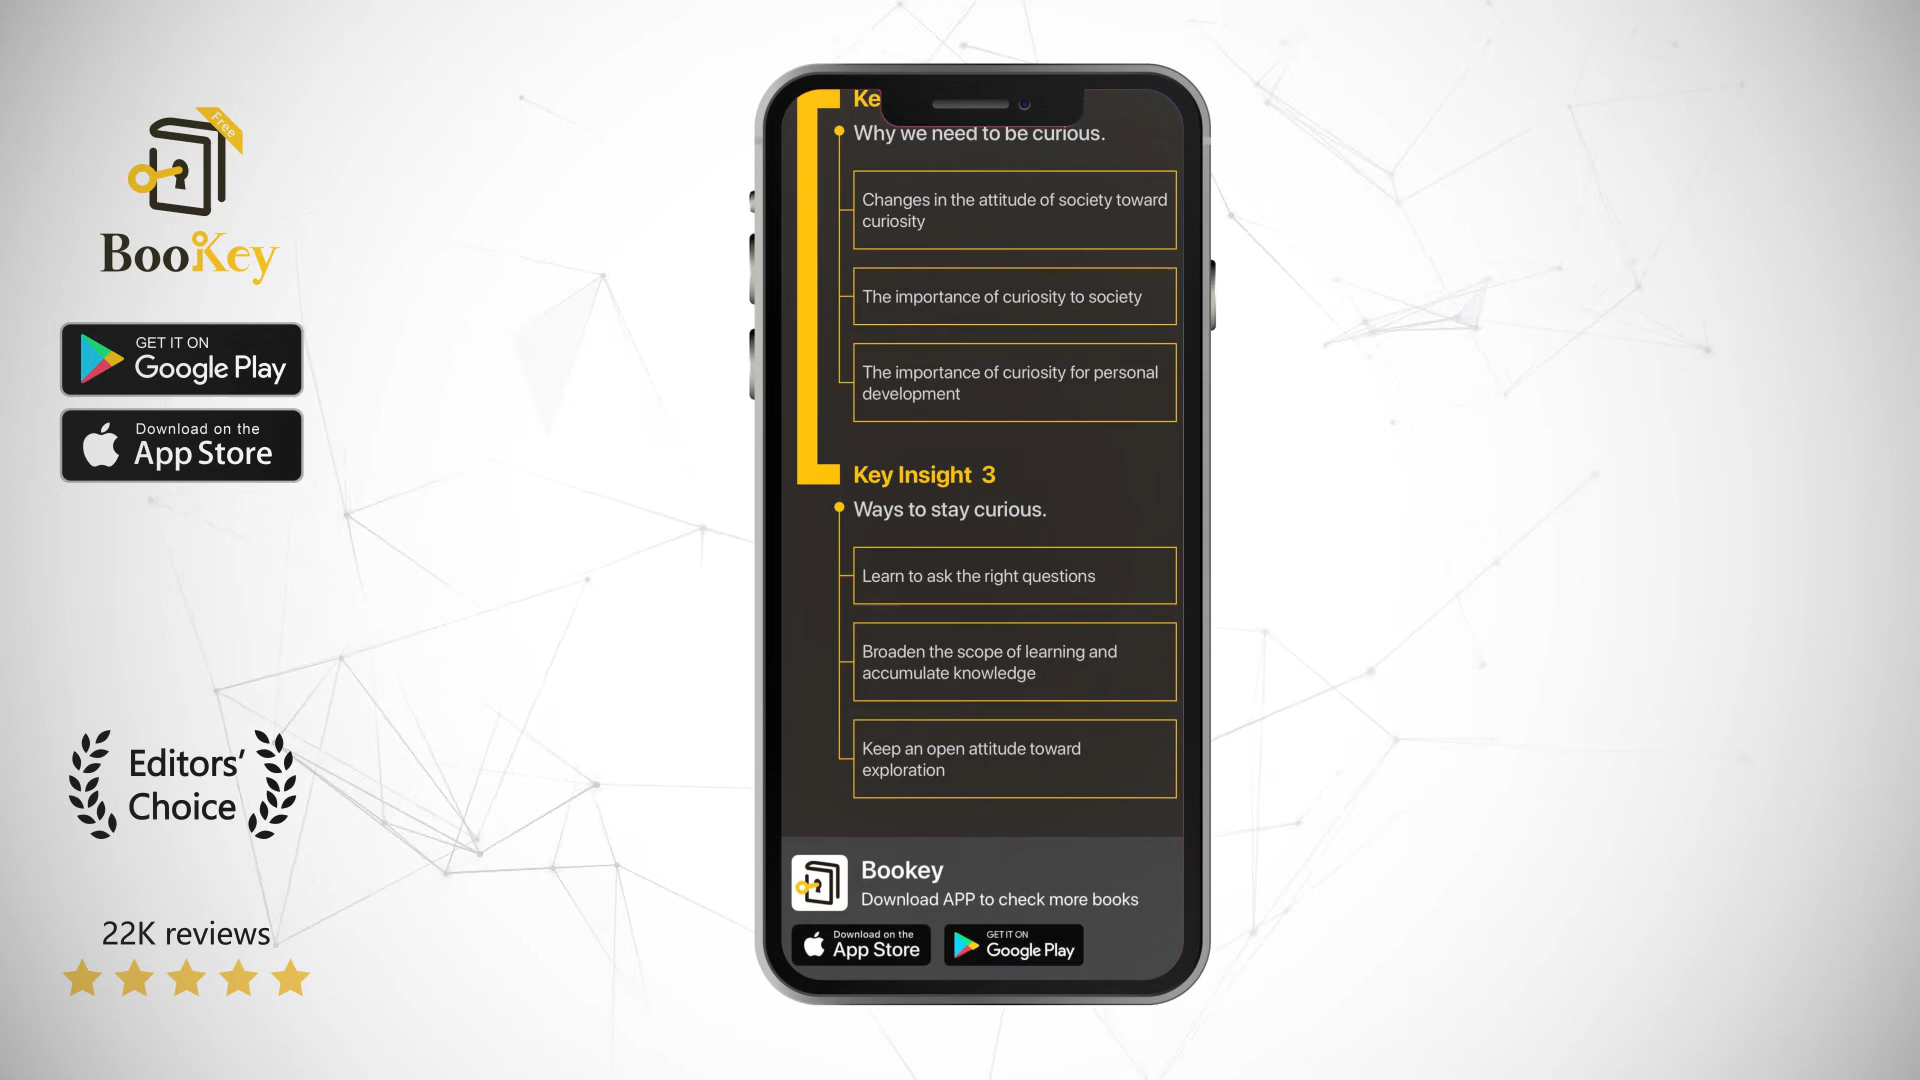 Free
BooKey
GET IT ON
Google Play
Download on the
App Store
Editors'
Choice
22K reviews
Ke
Why we need to be curious.
Changes in the attitude of society toward
curiosity
The importance of curiosity to society
The importance of curiosity for personal
development
Key Insight 3
Ways to stay curious.
Learn to ask the right questions
Broaden the scope of learning and
accumulate knowledge
Keep an open attitude toward
exploration
Bookey
Download APP to check more books
Download on the
App Store
GET IT ON
Google Play